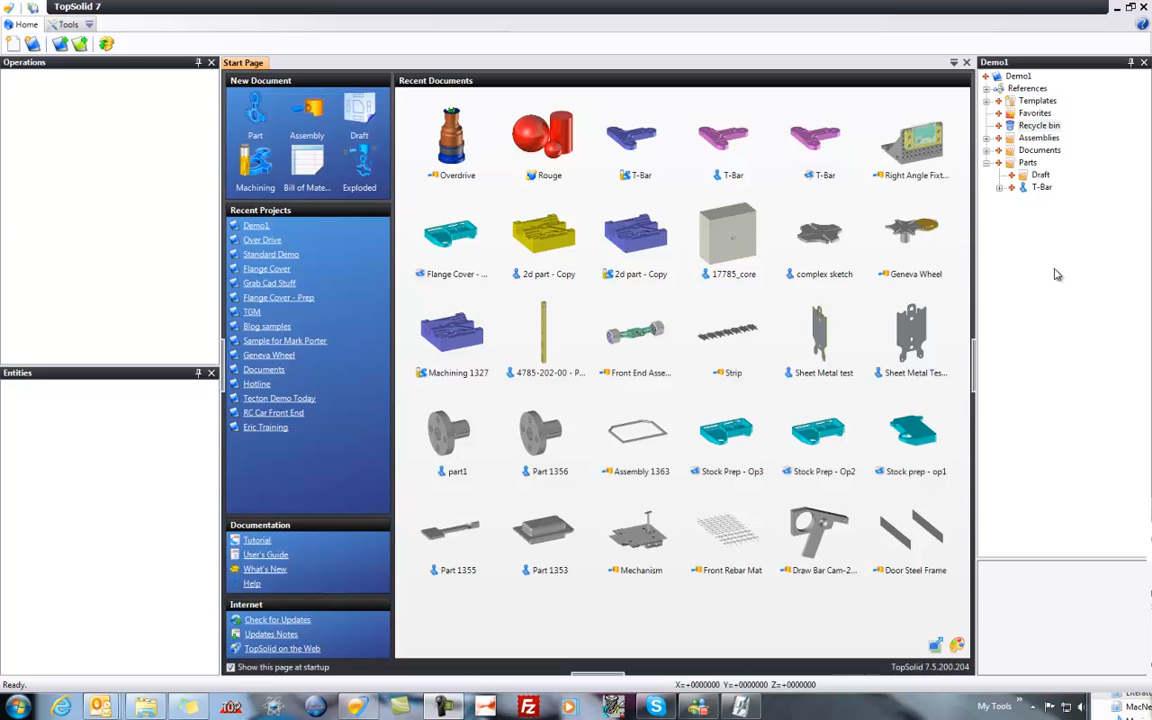 TopSolid 7
Home
Tools
Operations
Start Page
Demo1
New Document
Recent Documents
Part
Assembly
Draft
Machining
Bill of Mate...
Exploded
Recent Projects
Demo1
Over Drive
Standard Demo
Flange Cover
Grab Cad Stuff
Flange Cover - Prep
TGM
Blog samples
Sample for Mark Porter
Geneva Wheel
Documents
Hotline
Tecton Demo Today
RC Car Front End
Eric Training
Documentation
Tutorial
User's Guide
What's New
Help
Internet
Check for Updates
Updates Notes
TopSolid on the Web
Show this page at startup
Overdrive
Rouge
T-Bar
T-Bar
T-Bar
Right Angle Fixt...
Flange Cover - ...
2d part - Copy
2d part - Copy
17785_core
complex sketch
Geneva Wheel
Machining 1327
4785-202-00 - P...
Front End Asse...
Strip
Sheet Metal test
Sheet Metal Tes...
part1
Part 1356
Assembly 1363
Stock Prep - Op3
Stock Prep - Op2
Stock prep - op1
Part 1355
Part 1353
Mechanism
Front Rebar Mat
Draw Bar Cam-2...
Door Steel Frame
TopSolid 7.5.200.204
Demo1
References
Templates
Favorites
Recycle bin
Assemblies
Documents
Parts
Draft
T-Bar
Entities
Ready.
X=+0000000 Y=+0000000 Z=+0000000
My Tools
MacNe